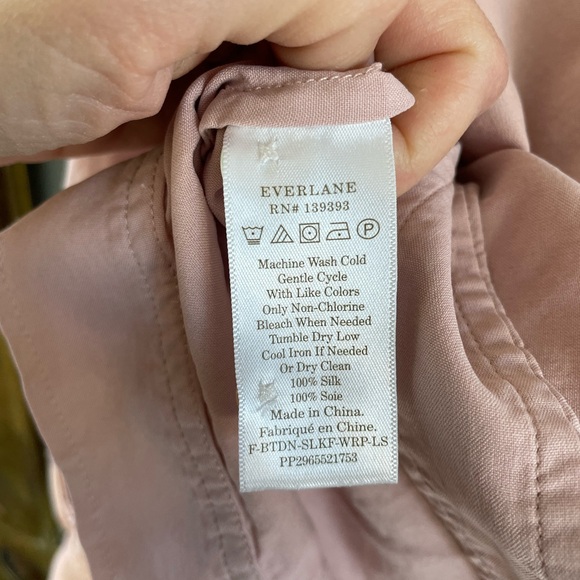 EVERLANE
RN# 139393
P
Machine Wash Cold
Gentle Cycle
With Like Colors
Only Non-Chlorine
Bleach When Needed
Tumble Dry Low
Cool Iron If Needed
Or Dry Clean
100% Silk
100% Soie
Made in China.
Fabriqué en Chine.
F-BTDN-SLKF-WRP-LS
PP2965521753